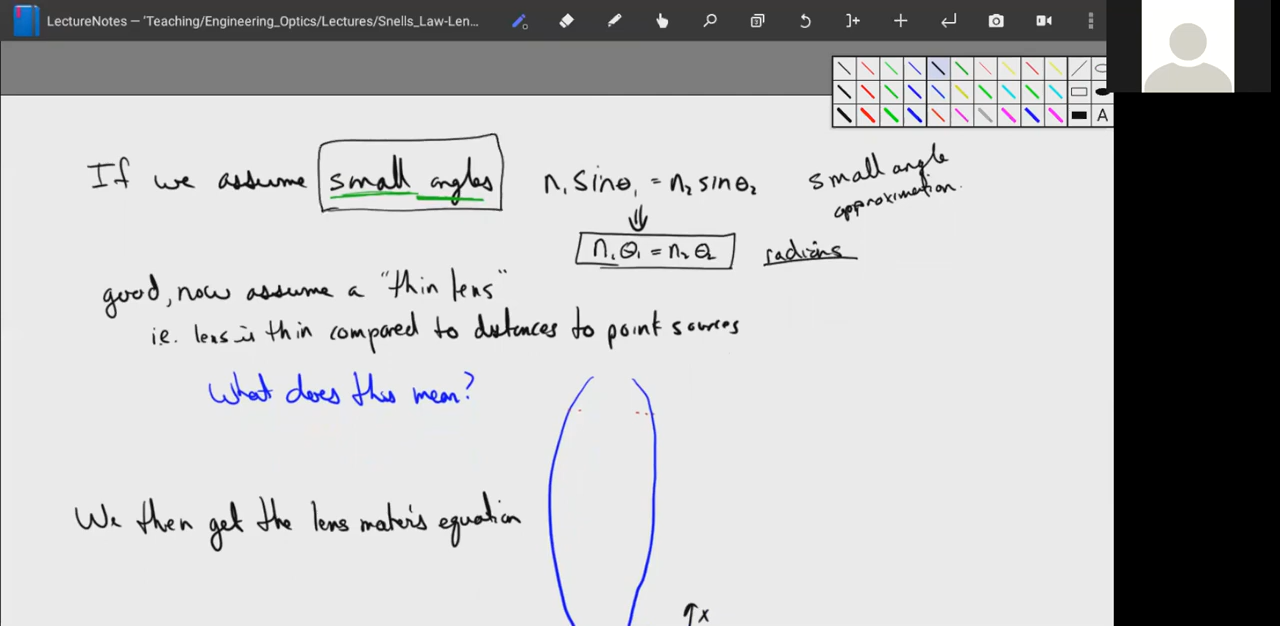 LectureNotes — 'Teaching/Engineering_Optics/Lectures/Snells_Law-Len...
A
If we assume small angles n₁ sinθ₁ = n₂ sinθ₂ small angle
approximation.
⇓
n₁θ₁ = n₂θ₂ radians
good, now assume a "thin lens"
i.e. lens is thin compared to distances to point sources
What does this mean?
We then get the lens maker's equation
↑x